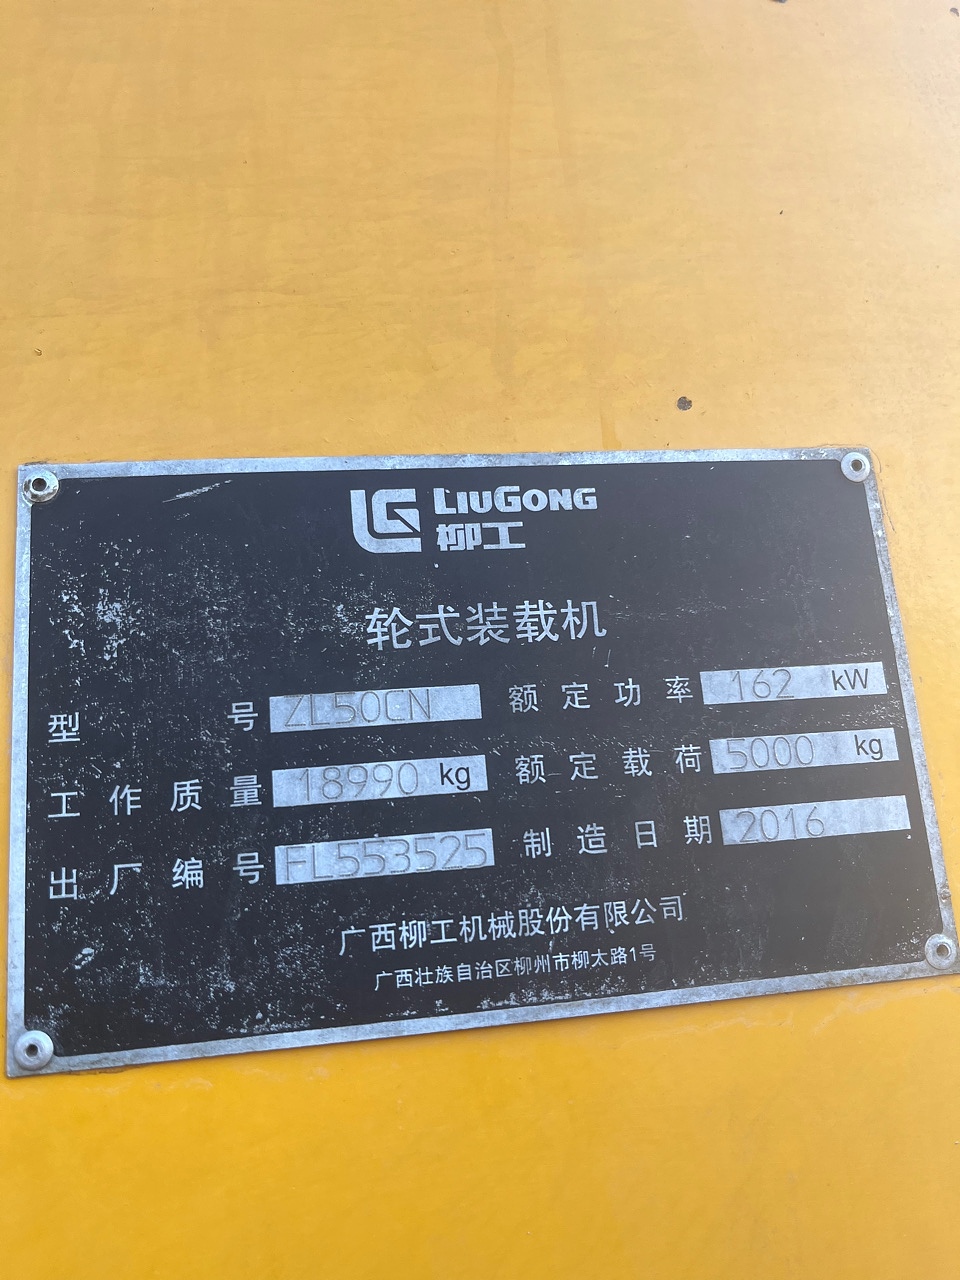 LIUGONG
柳工
轮式装载机
型号 ZL50CN 额定功率 162 kW
工作质量 18990 kg 额定载荷 5000 kg
出厂编号 FL553525 制造日期 2016
广西柳工机械股份有限公司
广西壮族自治区柳州市柳太路1号